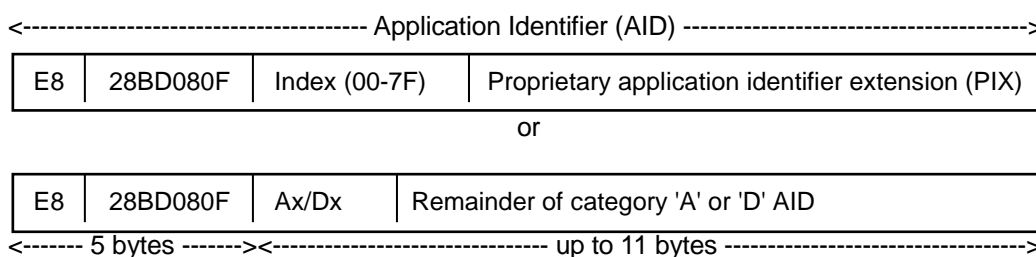 <----------------------------------- Application Identifier (AID) ----------------------------------->
E8 28BD080F Index (00-7F) Proprietary application identifier extension (PIX)
or
E8 28BD080F Ax/Dx Remainder of category 'A' or 'D' AID
<------- 5 bytes -------><---------------------------- up to 11 bytes ------------------------------->